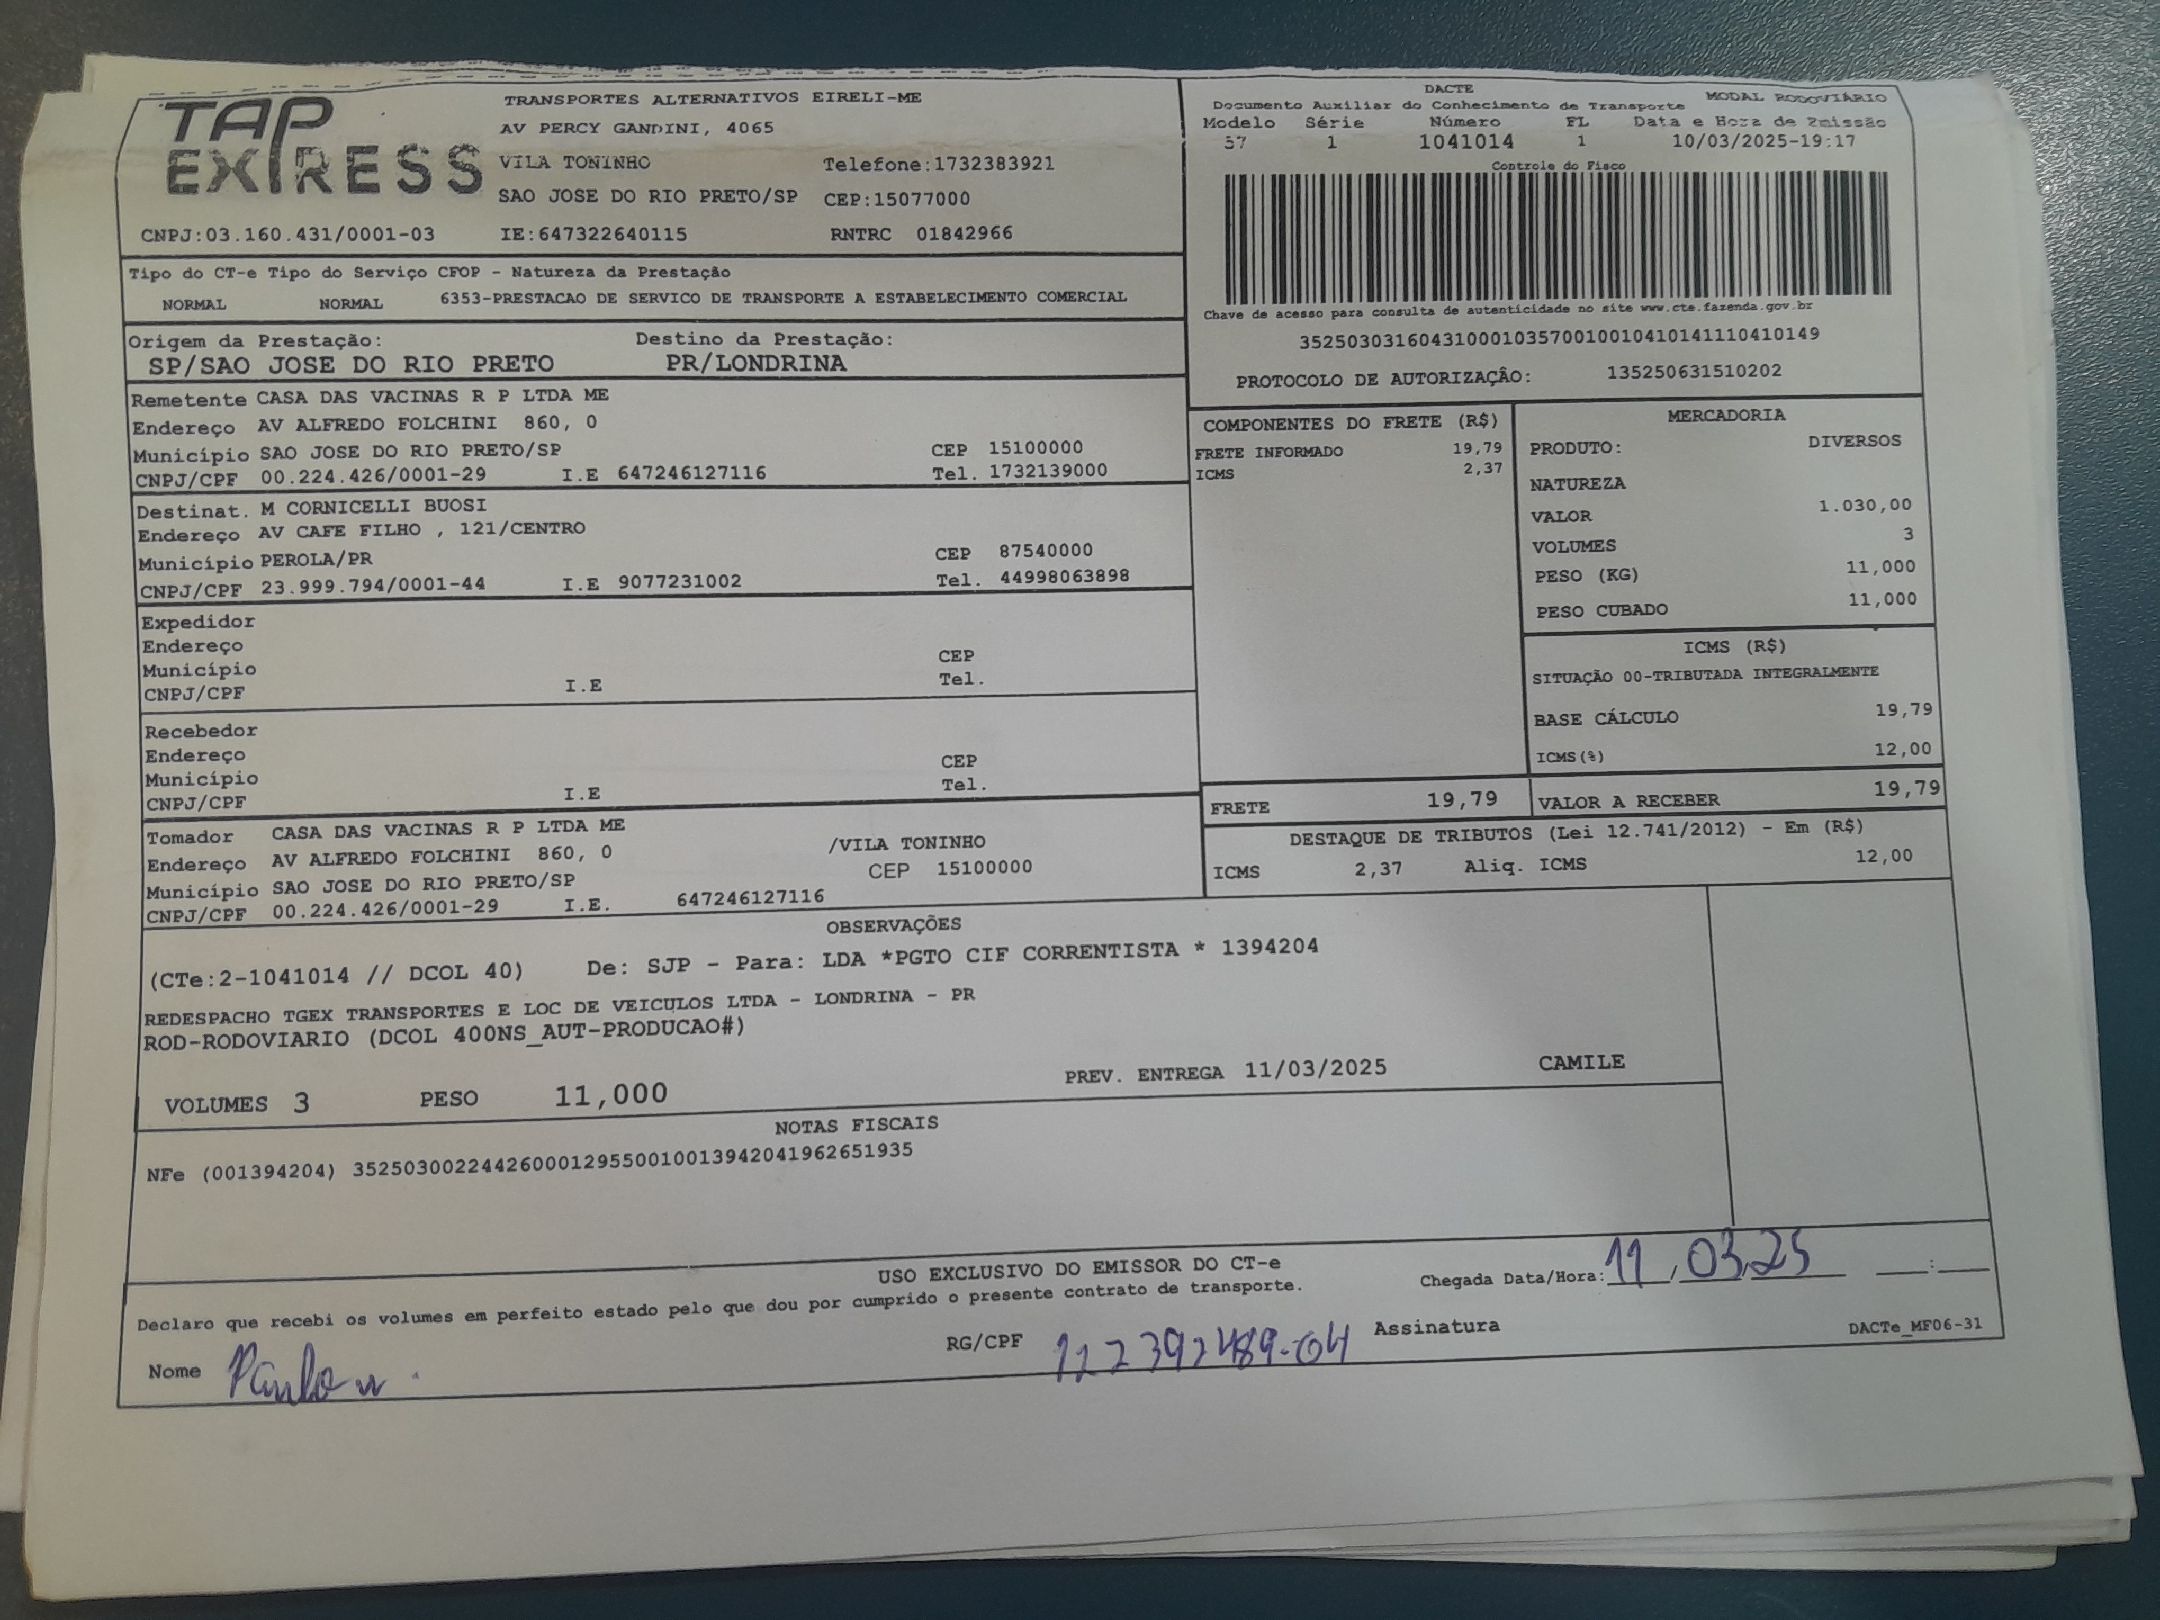 TAP EXPRESS
TRANSPORTES ALTERNATIVOS EIRELI-ME
AV PERCY GANDINI, 4065
VILA TONINHO Telefone:1732383921
SAO JOSE DO RIO PRETO/SP CEP:15077000
CNPJ:03.160.431/0001-03 IE:647322640115 RNTRC 01842966
DACTE
Documento Auxiliar do Conhecimento de Transporte MODAL RODOVIÁRIO
Modelo Série Número FL Data e Hora de Emissão
57 1 1041014 1 10/03/2025-19:17
Controle do Fisco
Chave de acesso para consulta de autenticidade no site www.cte.fazenda.gov.br
35250303160431000103570010010410141110410149
PROTOCOLO DE AUTORIZAÇÂO: 135250631510202
Tipo do CT-e Tipo do Serviço CFOP - Natureza da Prestação
NORMAL NORMAL 6353-PRESTACAO DE SERVICO DE TRANSPORTE A ESTABELECIMENTO COMERCIAL
Origem da Prestação: Destino da Prestação:
SP/SAO JOSE DO RIO PRETO PR/LONDRINA
Remetente CASA DAS VACINAS R P LTDA ME
Endereço AV ALFREDO FOLCHINI 860, 0
Município SAO JOSE DO RIO PRETO/SP CEP 15100000
CNPJ/CPF 00.224.426/0001-29 I.E 647246127116 Tel. 1732139000
Destinat. M CORNICELLI BUOSI
Endereço AV CAFE FILHO , 121/CENTRO
Município PEROLA/PR CEP 87540000
CNPJ/CPF 23.999.794/0001-44 I.E 9077231002 Tel. 44998063898
Expedidor
Endereço
Município CEP
CNPJ/CPF I.E Tel.
Recebedor
Endereço
Município CEP
CNPJ/CPF I.E Tel.
Tomador CASA DAS VACINAS R P LTDA ME
Endereço AV ALFREDO FOLCHINI 860, 0 /VILA TONINHO
Município SAO JOSE DO RIO PRETO/SP CEP 15100000
CNPJ/CPF 00.224.426/0001-29 I.E. 647246127116
COMPONENTES DO FRETE (R$)
FRETE INFORMADO 19,79
ICMS 2,37
MERCADORIA
PRODUTO: DIVERSOS
NATUREZA
VALOR 1.030,00
VOLUMES 3
PESO (KG) 11,000
PESO CUBADO 11,000
ICMS (R$)
SITUAÇÃO 00-TRIBUTADA INTEGRALMENTE
BASE CÁLCULO 19,79
ICMS(%) 12,00
FRETE 19,79 VALOR A RECEBER 19,79
DESTAQUE DE TRIBUTOS (Lei 12.741/2012) - Em (R$)
ICMS 2,37 Aliq. ICMS 12,00
OBSERVAÇÕES
(CTe:2-1041014 // DCOL 40) De: SJP - Para: LDA *PGTO CIF CORRENTISTA * 1394204
REDESPACHO TGEX TRANSPORTES E LOC DE VEICULOS LTDA - LONDRINA - PR
ROD-RODOVIARIO (DCOL 400NS_AUT-PRODUCAO#)
VOLUMES 3 PESO 11,000 PREV. ENTREGA 11/03/2025 CAMILE
NOTAS FISCAIS
NFe (001394204) 35250300224426000129550010013942041962651935
USO EXCLUSIVO DO EMISSOR DO CT-e
Chegada Data/Hora: 11/03/25 :
Declaro que recebi os volumes em perfeito estado pelo que dou por cumprido o presente contrato de transporte.
Nome RG/CPF 112392489-04 Assinatura DACTe_MF06-31